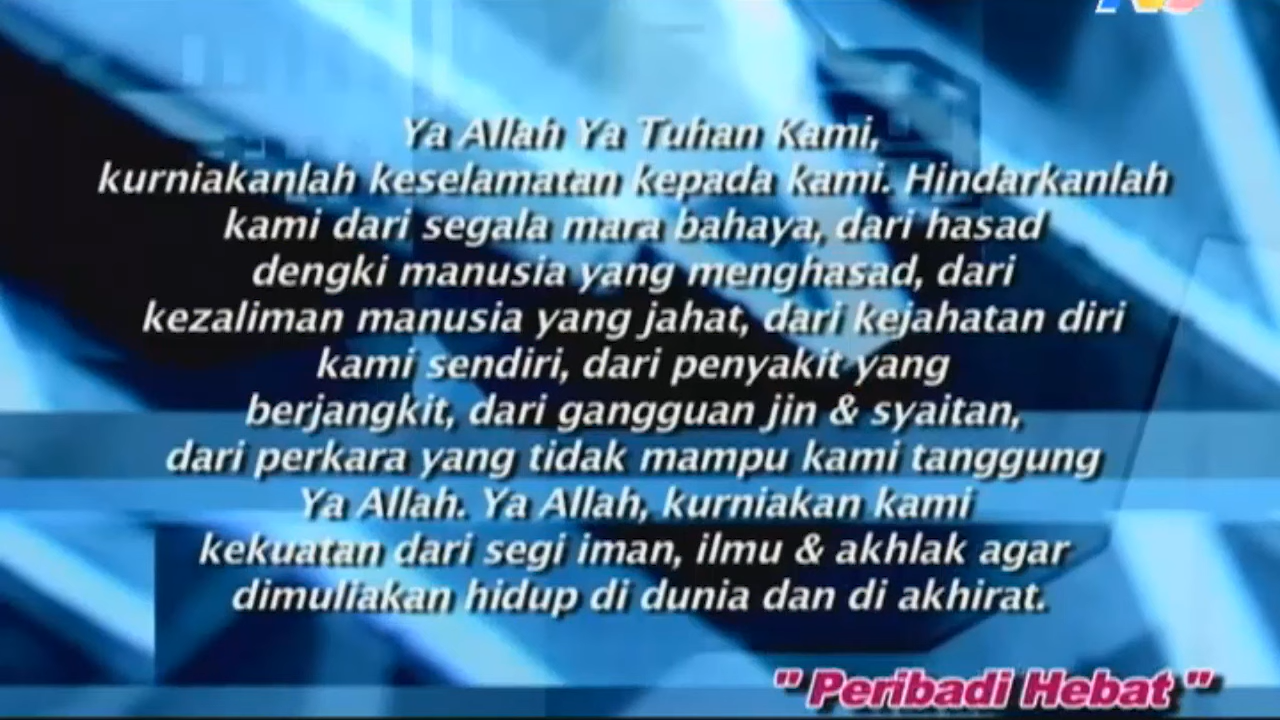 Ya Allah Ya Tuhan Kami,
kurniakanlah keselamatan kepada kami. Hindarkanlah
kami dari segala mara bahaya, dari hasad
dengki manusia yang menghasad, dari
kezaliman manusia yang jahat, dari kejahatan diri
kami sendiri, dari penyakit yang
berjangkit, dari gangguan jin & syaitan,
dari perkara yang tidak mampu kami tanggung
Ya Allah. Ya Allah, kurniakan kami
kekuatan dari segi iman, ilmu & akhlak agar
dimuliakan hidup di dunia dan di akhirat.
" Peribadi Hebat "